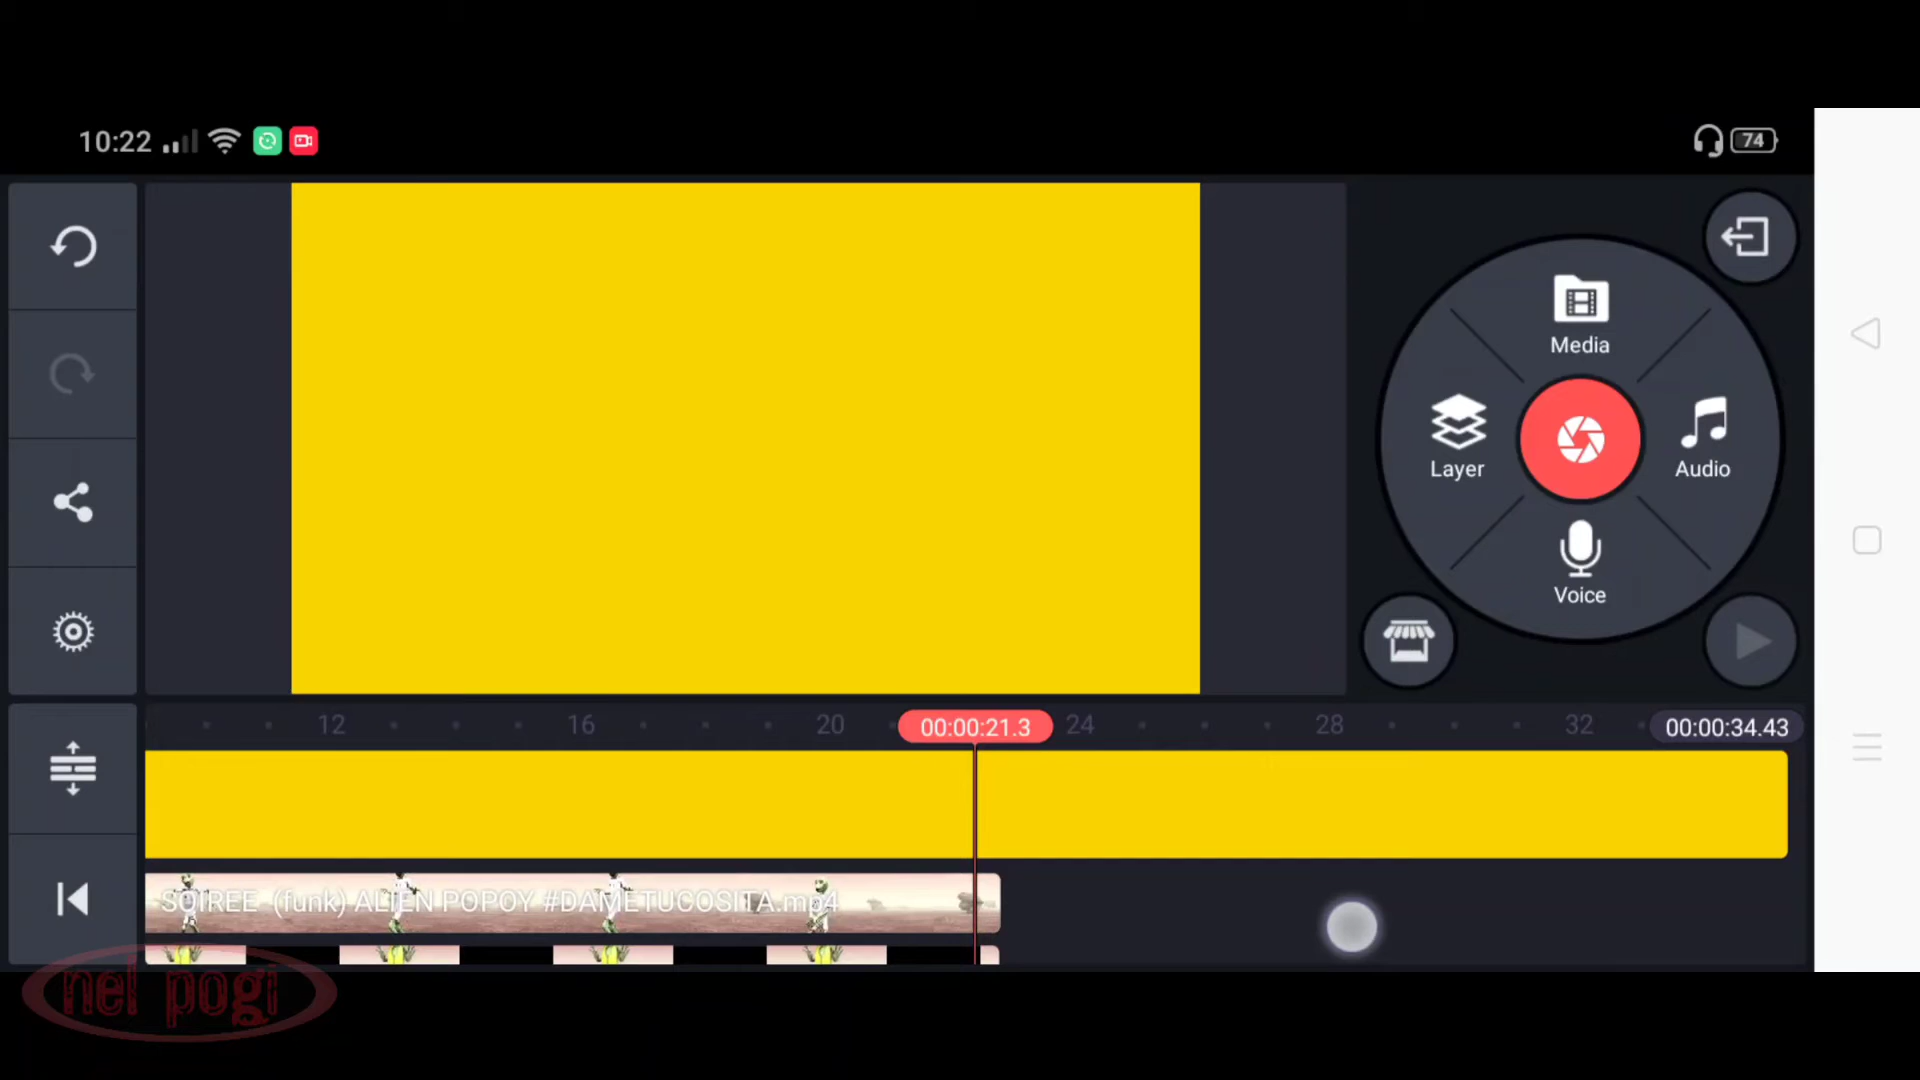 10:22
74
Media
Layer
Audio
Voice
12
16
20
00:00:21.3
24
28
32
00:00:34.43
SOIREE (funk) ALIEN POPOY #DAMETUCOSITA.mp4
nel pogi